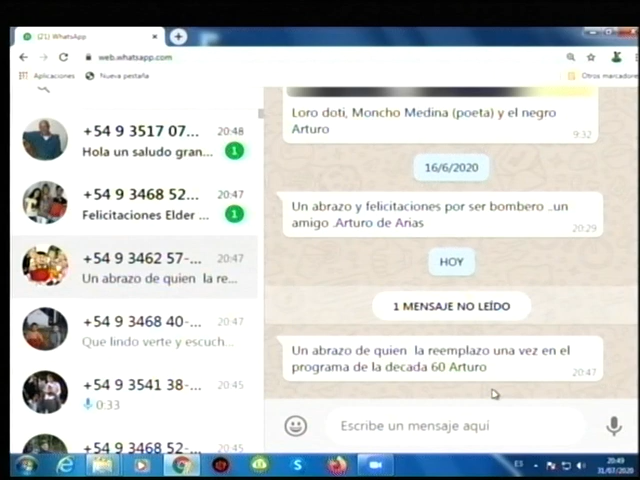 (21) WhatsApp
web.whatsapp.com
Aplicaciones
Nueva pestaña
Otros marcadore
+54 9 3517 07...
20:48
Hola un saludo gran...
1
+54 9 3468 52...
20:47
Felicitaciones Elder ...
1
+54 9 3462 57-...
20:47
Un abrazo de quien la re...
+54 9 3468 40-...
20:47
Que lindo verte y escuch...
+54 9 3541 38-...
20:45
0:33
+54 9 3468 52-...
20:45
Loro doti, Moncho Medina (poeta) y el negro
Arturo
9:32
16/6/2020
Un abrazo y felicitaciones por ser bombero ..un
amigo .Arturo de Arias
20:29
HOY
1 MENSAJE NO LEÍDO
Un abrazo de quien la reemplazo una vez en el
programa de la decada 60 Arturo
20:47
Escribe un mensaje aquí
ES
20:49
31/07/2020